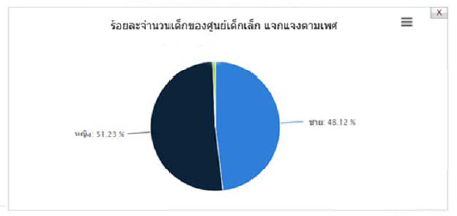 ร้อยละจำนวนเด็กของศูนย์เด็กเล็ก แจกแจงตามเพศ
X
ชาย: 48.12 %
หญิง: 51.23 %